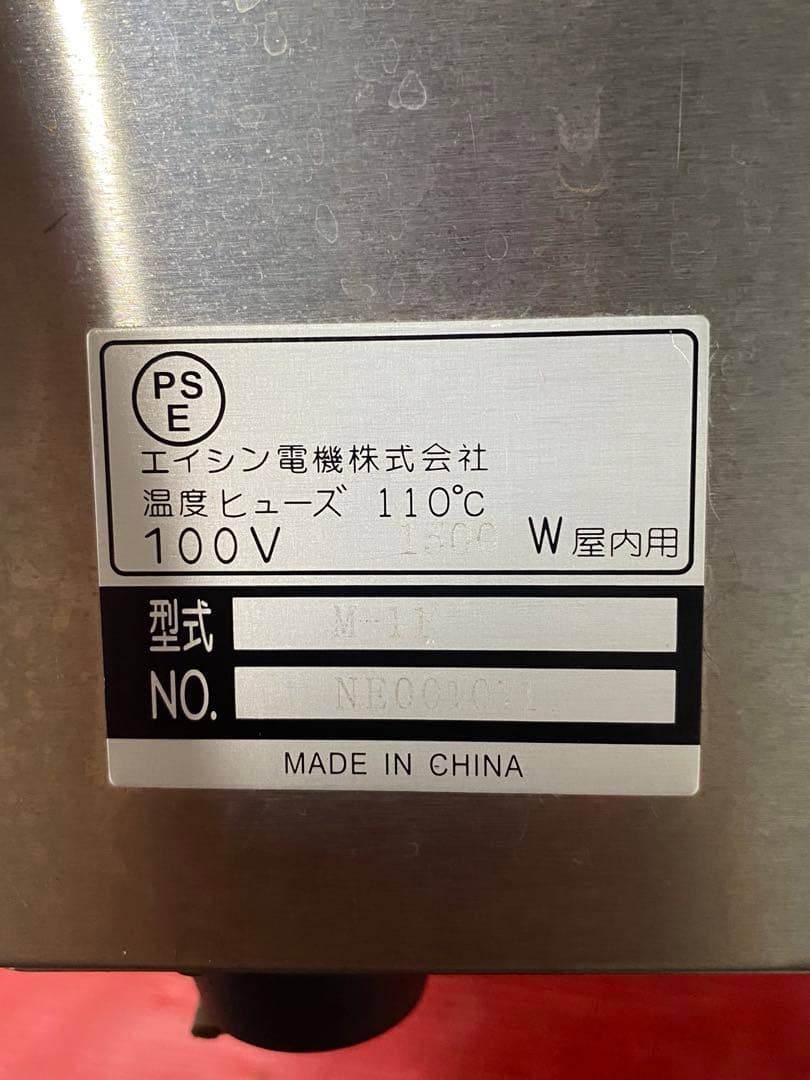 PS
E
エイシン電機株式会社
温度ヒューズ 110℃
100V W 屋内用
型式 M-11
NO.
MADE IN CHINA